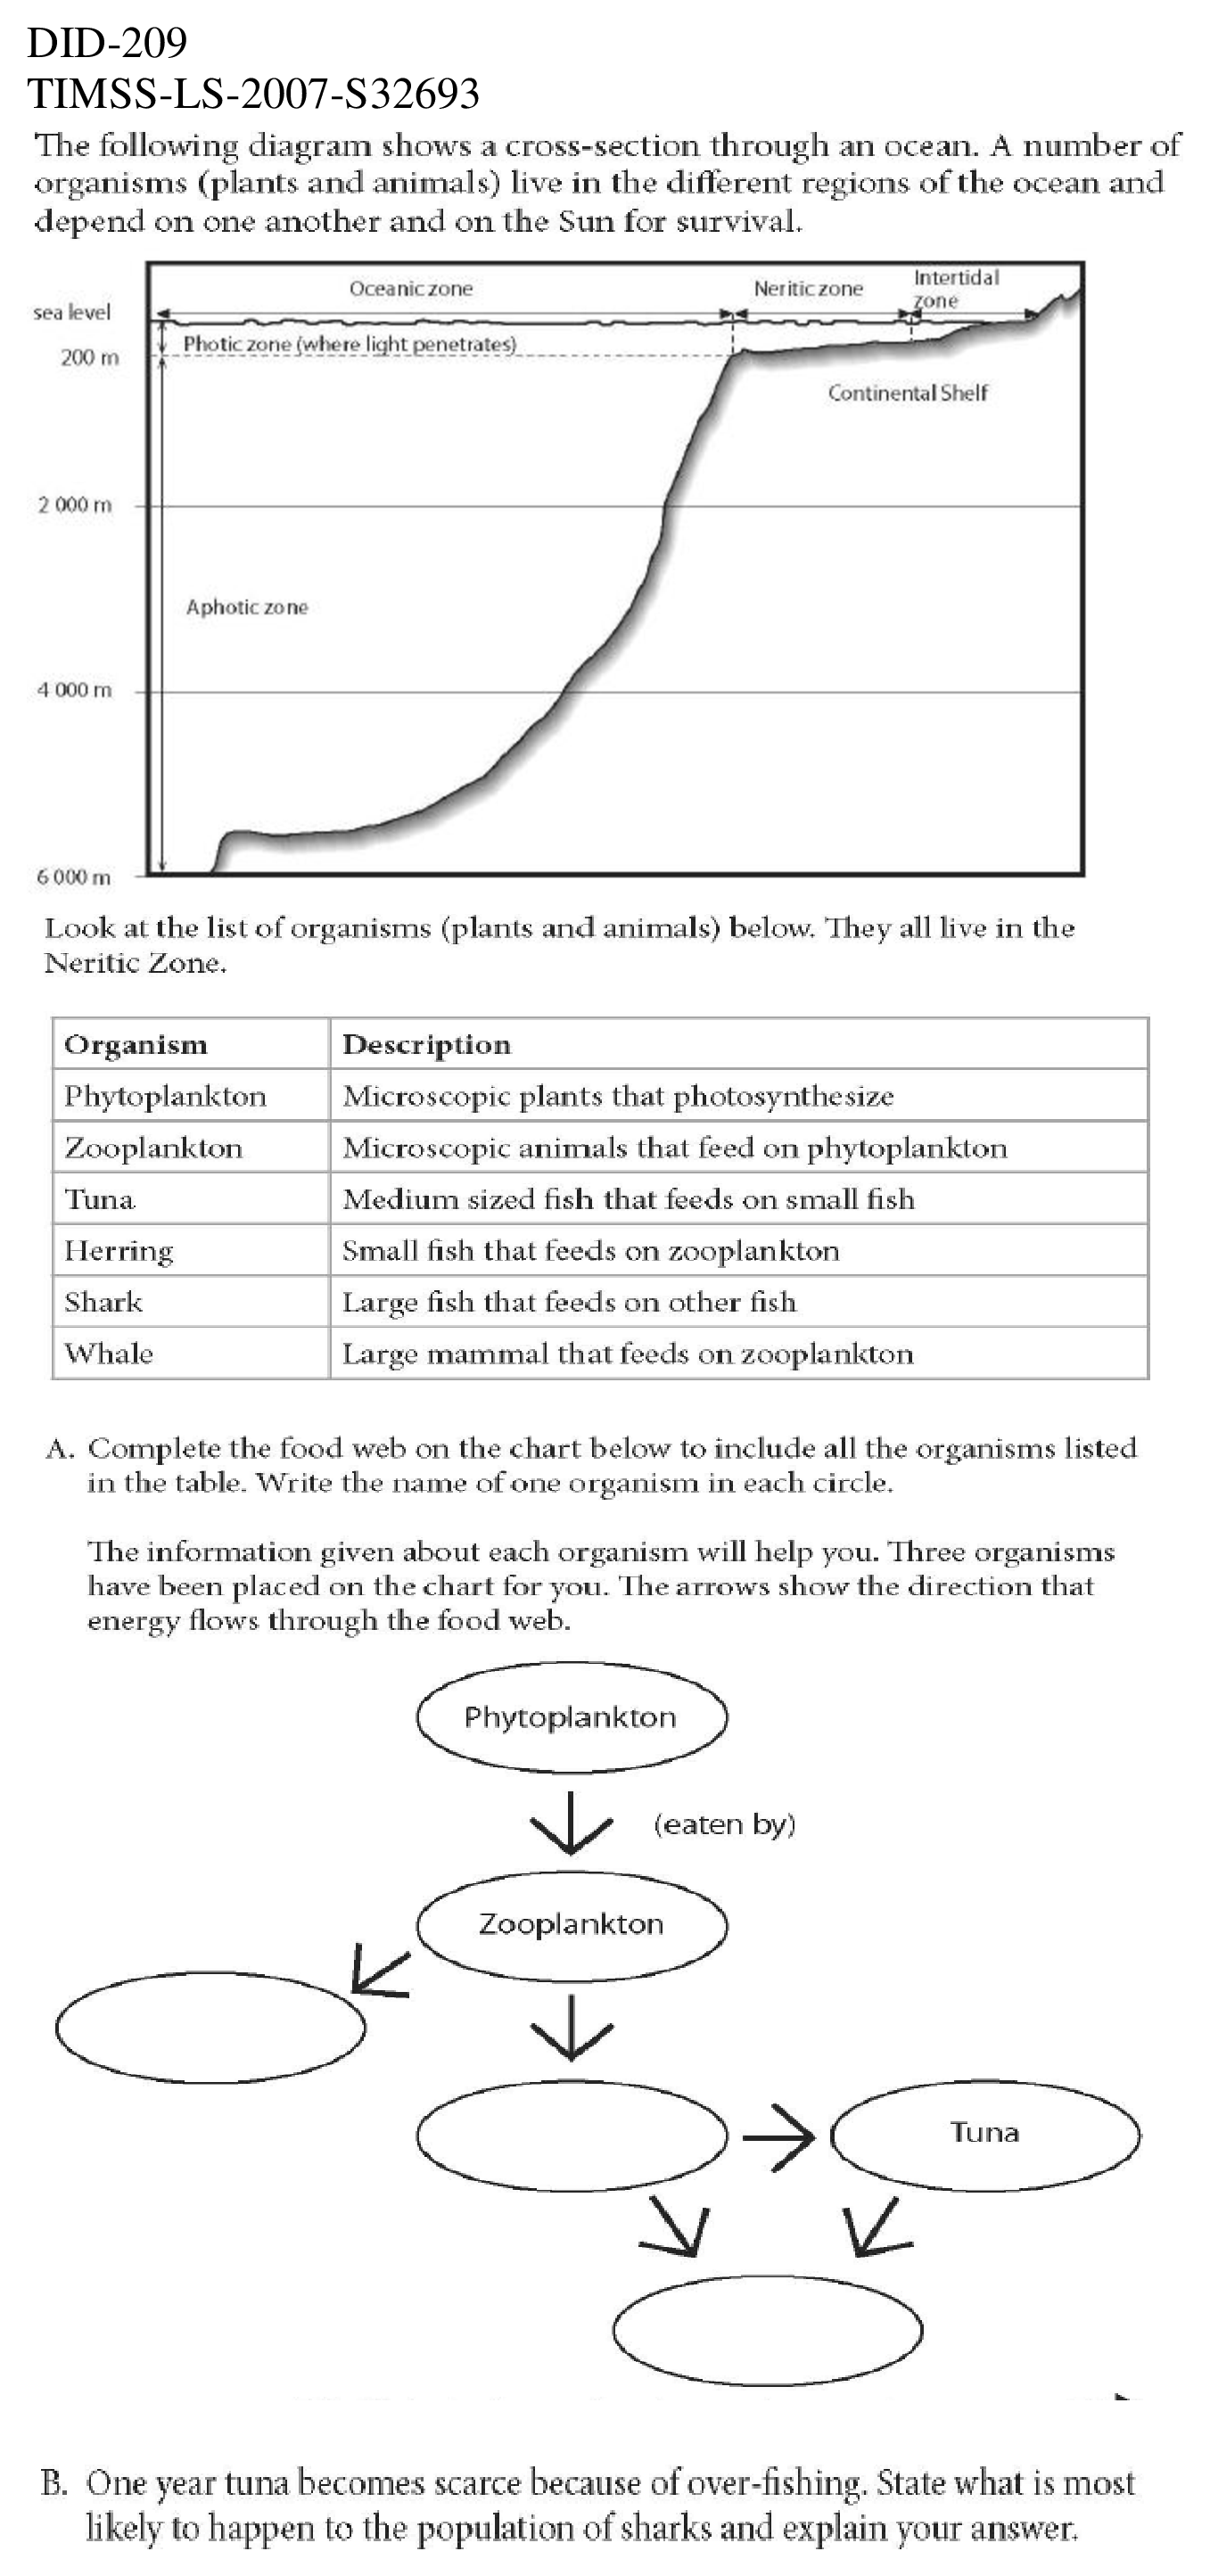 DID-209
TIMSS-LS-2007-S32693
The following diagram shows a cross-section through an ocean. A number of
organisms (plants and animals) live in the different regions of the ocean and
depend on one another and on the Sun for survival.
Oceanic zone
Neritic zone
Intertidal
zone
sea level
Photic zone (where light penetrates)
200 m
Continental Shelf
2 000 m
Aphotic zone
4 000 m
6 000 m
Look at the list of organisms (plants and animals) below. They all live in the
Neritic Zone.
Organism Description
Phytoplankton Microscopic plants that photosynthesize
Zooplankton Microscopic animals that feed on phytoplankton
Tuna Medium sized fish that feeds on small fish
Herring Small fish that feeds on zooplankton
Shark Large fish that feeds on other fish
Whale Large mammal that feeds on zooplankton
A. Complete the food web on the chart below to include all the organisms listed
in the table. Write the name of one organism in each circle.
The information given about each organism will help you. Three organisms
have been placed on the chart for you. The arrows show the direction that
energy flows through the food web.
Phytoplankton
(eaten by)
Zooplankton
Tuna
B. One year tuna becomes scarce because of over-fishing. State what is most
likely to happen to the population of sharks and explain your answer.